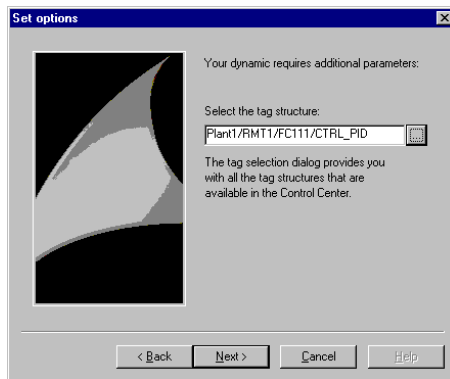 Set options
Your dynamic requires additional parameters:
Select the tag structure:
Plant1/RMT1/FC111/CTRL_PID
...
The tag selection dialog provides you
with all the tag structures that are
available in the Control Center.
< Back
Next >
Cancel
Help